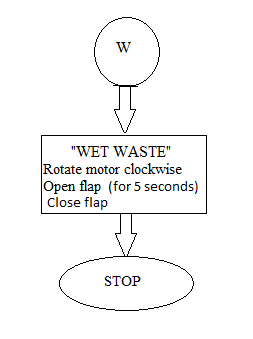 W
"WET WASTE"
Rotate motor clockwise
Open flap (for 5 seconds)
Close flap
STOP